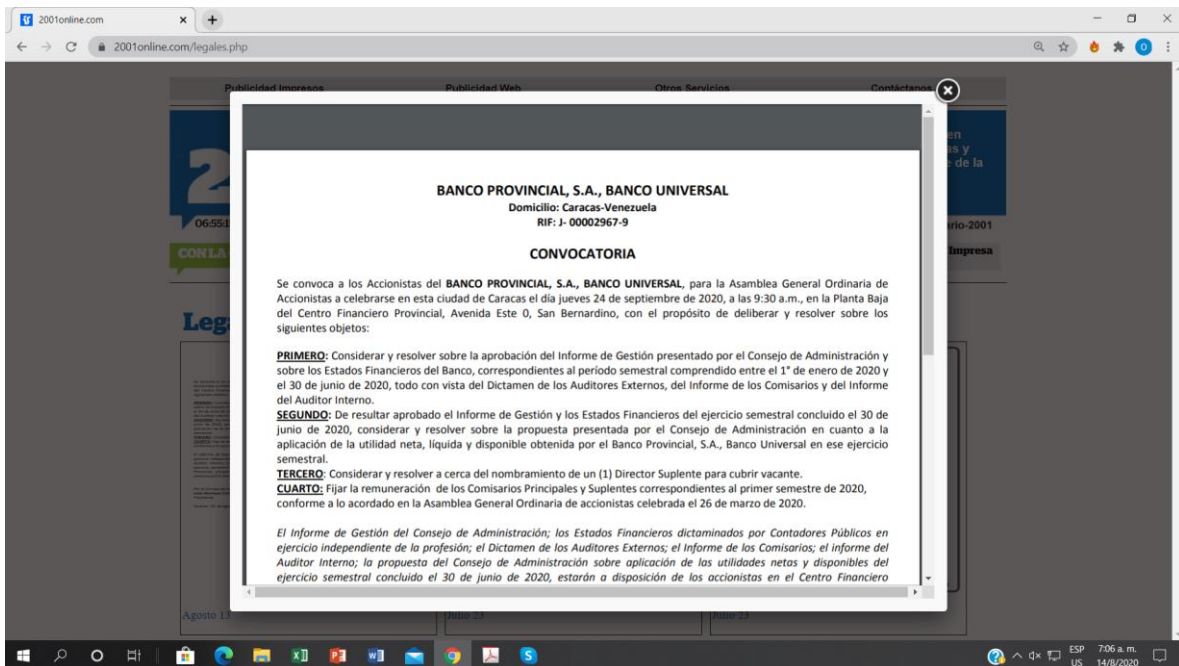 2001online.com
2001online.com/legales.php
Publicidad Impresos Publicidad Web Otros Servicios Contáctanos
en
as y
e de la
06:55:1
rio-2001
CON LA
Impresa
Leg
BANCO PROVINCIAL, S.A., BANCO UNIVERSAL
Domicilio: Caracas-Venezuela
RIF: J- 00002967-9
CONVOCATORIA
Se convoca a los Accionistas del BANCO PROVINCIAL, S.A., BANCO UNIVERSAL, para la Asamblea General Ordinaria de
Accionistas a celebrarse en esta ciudad de Caracas el día jueves 24 de septiembre de 2020, a las 9:30 a.m., en la Planta Baja
del Centro Financiero Provincial, Avenida Este 0, San Bernardino, con el propósito de deliberar y resolver sobre los
siguientes objetos:
PRIMERO: Considerar y resolver sobre la aprobación del Informe de Gestión presentado por el Consejo de Administración y
sobre los Estados Financieros del Banco, correspondientes al período semestral comprendido entre el 1° de enero de 2020 y
el 30 de junio de 2020, todo con vista del Dictamen de los Auditores Externos, del Informe de los Comisarios y del Informe
del Auditor Interno.
SEGUNDO: De resultar aprobado el Informe de Gestión y los Estados Financieros del ejercicio semestral concluido el 30 de
junio de 2020, considerar y resolver sobre la propuesta presentada por el Consejo de Administración en cuanto a la
aplicación de la utilidad neta, líquida y disponible obtenida por el Banco Provincial, S.A., Banco Universal en ese ejercicio
semestral.
TERCERO: Considerar y resolver a cerca del nombramiento de un (1) Director Suplente para cubrir vacante.
CUARTO: Fijar la remuneración de los Comisarios Principales y Suplentes correspondientes al primer semestre de 2020,
conforme a lo acordado en la Asamblea General Ordinaria de accionistas celebrada el 26 de marzo de 2020.
El Informe de Gestión del Consejo de Administración; los Estados Financieros dictaminados por Contadores Públicos en
ejercicio independiente de la profesión; el Dictamen de los Auditores Externos; el Informe de los Comisarios; el informe del
Auditor Interno; la propuesta del Consejo de Administración sobre aplicación de las utilidades netas y disponibles del
ejercicio semestral concluido el 30 de junio de 2020, estarán a disposición de los accionistas en el Centro Financiero
Agosto 13 Julio 23 Julio 23
ESP 7:06 a. m.
US 14/8/2020